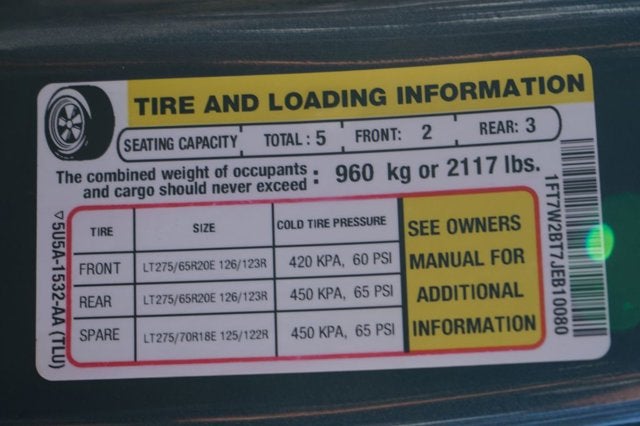 TIRE AND LOADING INFORMATION
SEATING CAPACITY TOTAL: 5 FRONT: 2 REAR: 3
The combined weight of occupants and cargo should never exceed : 960 kg or 2117 lbs.
TIRE SIZE COLD TIRE PRESSURE
FRONT LT275/65R20E 126/123R 420 KPA, 60 PSI
REAR LT275/65R20E 126/123R 450 KPA, 65 PSI
SPARE LT275/70R18E 125/122R 450 KPA, 65 PSI
SEE OWNERS
MANUAL FOR
ADDITIONAL
INFORMATION
5U5A-1532-AA (TLU)
1FT7W2BT7JEB10080